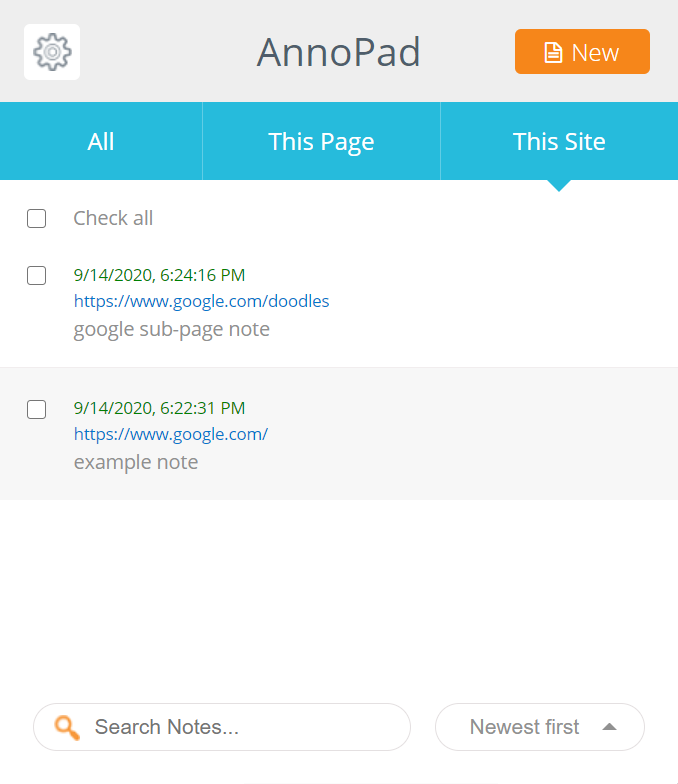 AnnoPad
New
All
This Page
This Site
Check all
9/14/2020, 6:24:16 PM
https://www.google.com/doodles
google sub-page note
9/14/2020, 6:22:31 PM
https://www.google.com/
example note
Search Notes...
Newest first